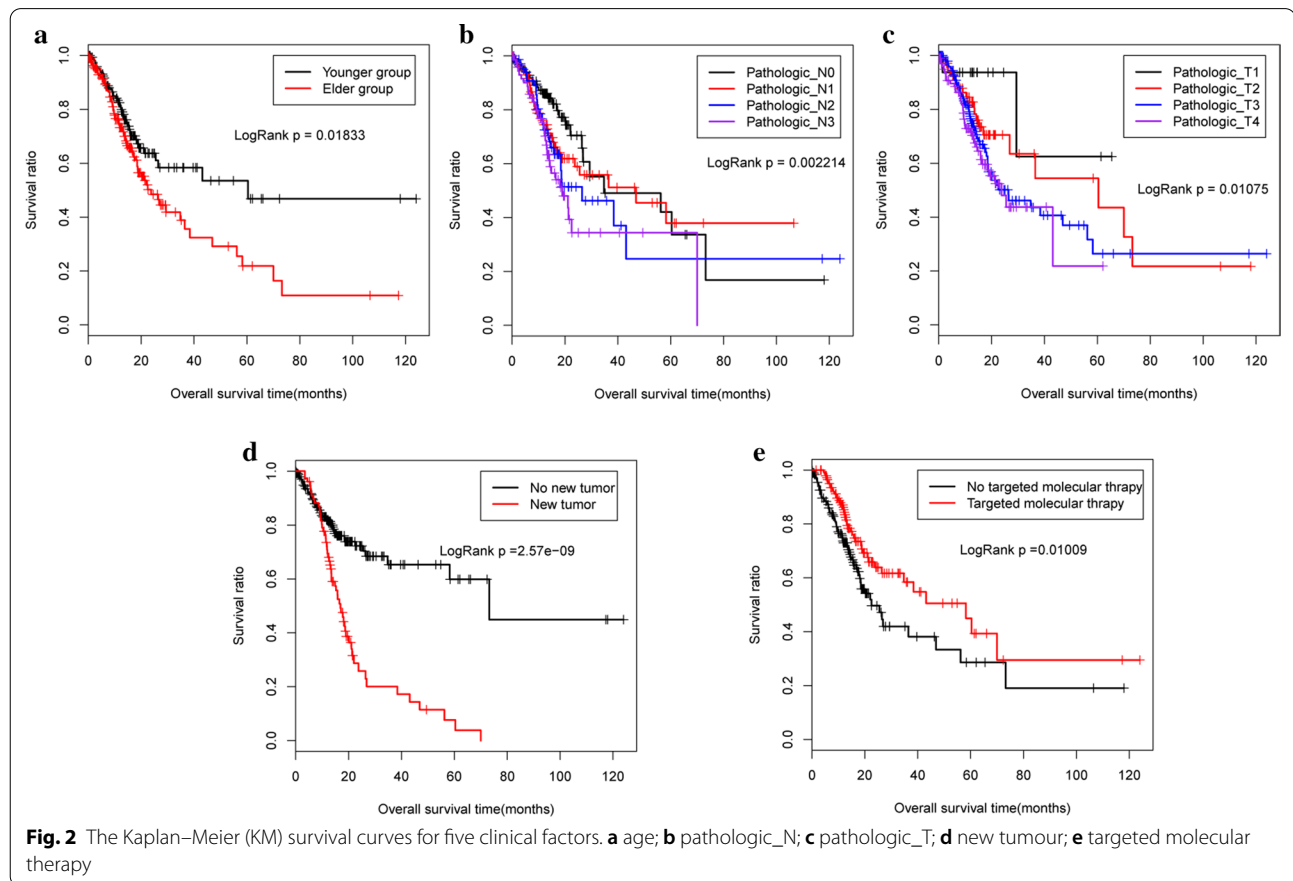 a
1.0
0.8
0.6
0.4
0.2
0.0
Survival ratio
Younger group
Elder group
LogRank p = 0.01833
0 20 40 60 80 100 120
Overall survival time(months)
b
1.0
0.8
0.6
0.4
0.2
0.0
Survival ratio
Pathologic_N0
Pathologic_N1
Pathologic_N2
Pathologic_N3
LogRank p = 0.002214
0 20 40 60 80 100 120
Overall survival time(months)
c
1.0
0.8
0.6
0.4
0.2
0.0
Survival ratio
Pathologic_T1
Pathologic_T2
Pathologic_T3
Pathologic_T4
LogRank p = 0.01075
0 20 40 60 80 100 120
Overall survival time(months)
d
1.0
0.8
0.6
0.4
0.2
0.0
Survival ratio
No new tumor
New tumor
LogRank p =2.57e−09
0 20 40 60 80 100 120
Overall survival time(months)
e
1.0
0.8
0.6
0.4
0.2
0.0
Survival ratio
No targeted molecular thrapy
Targeted molecular thrapy
LogRank p =0.01009
0 20 40 60 80 100 120
Overall survival time(months)
Fig. 2 The Kaplan–Meier (KM) survival curves for five clinical factors. a age; b pathologic_N; c pathologic_T; d new tumour; e targeted molecular
therapy